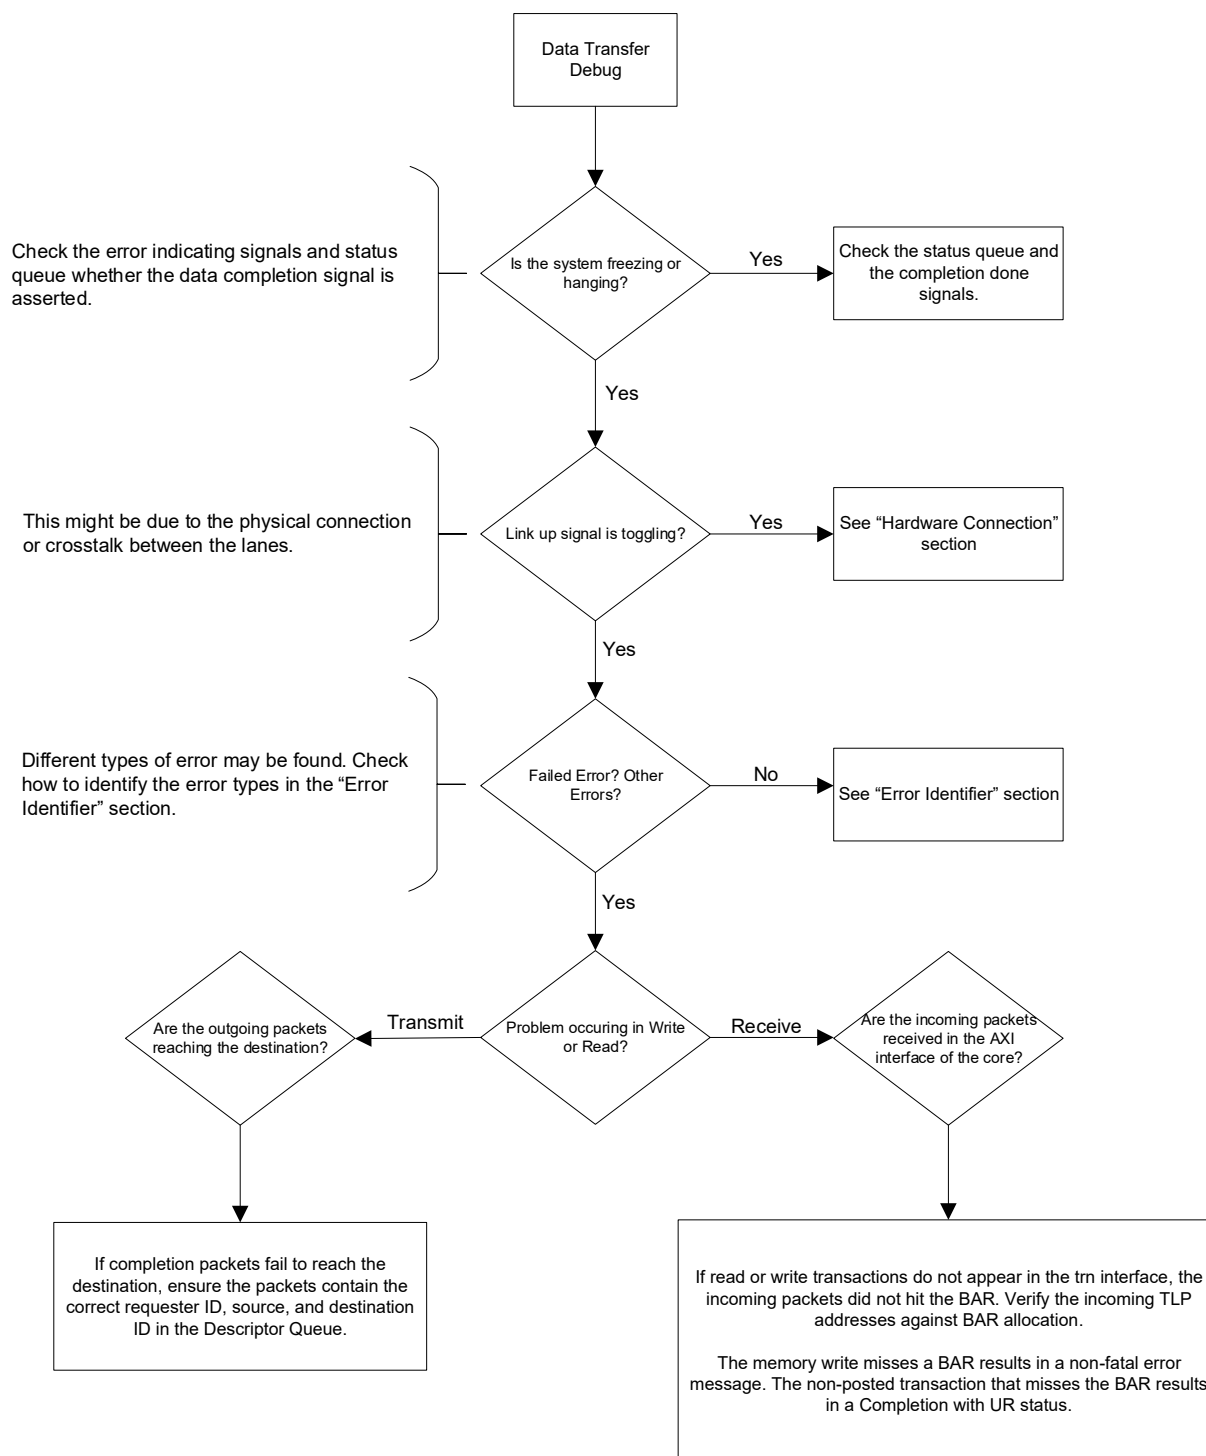 Data Transfer
Debug
Check the error indicating signals and status
queue whether the data completion signal is
asserted.
Is the system freezing or
hanging?
Yes
Check the status queue and
the completion done
signals.
Yes
This might be due to the physical connection
or crosstalk between the lanes.
Link up signal is toggling?
Yes
See “Hardware Connection”
section
Yes
Different types of error may be found. Check
how to identify the error types in the “Error
Identifier” section.
Failed Error? Other
Errors?
No
See “Error Identifier” section
Yes
Are the outgoing packets
reaching the destination?
Transmit
Problem occuring in Write
or Read?
Receive
Are the incoming packets
received in the AXI
interface of the core?
If completion packets fail to reach the
destination, ensure the packets contain the
correct requester ID, source, and destination
ID in the Descriptor Queue.
If read or write transactions do not appear in the trn interface, the
incoming packets did not hit the BAR. Verify the incoming TLP
addresses against BAR allocation.
The memory write misses a BAR results in a non-fatal error
message. The non-posted transaction that misses the BAR results
in a Completion with UR status.